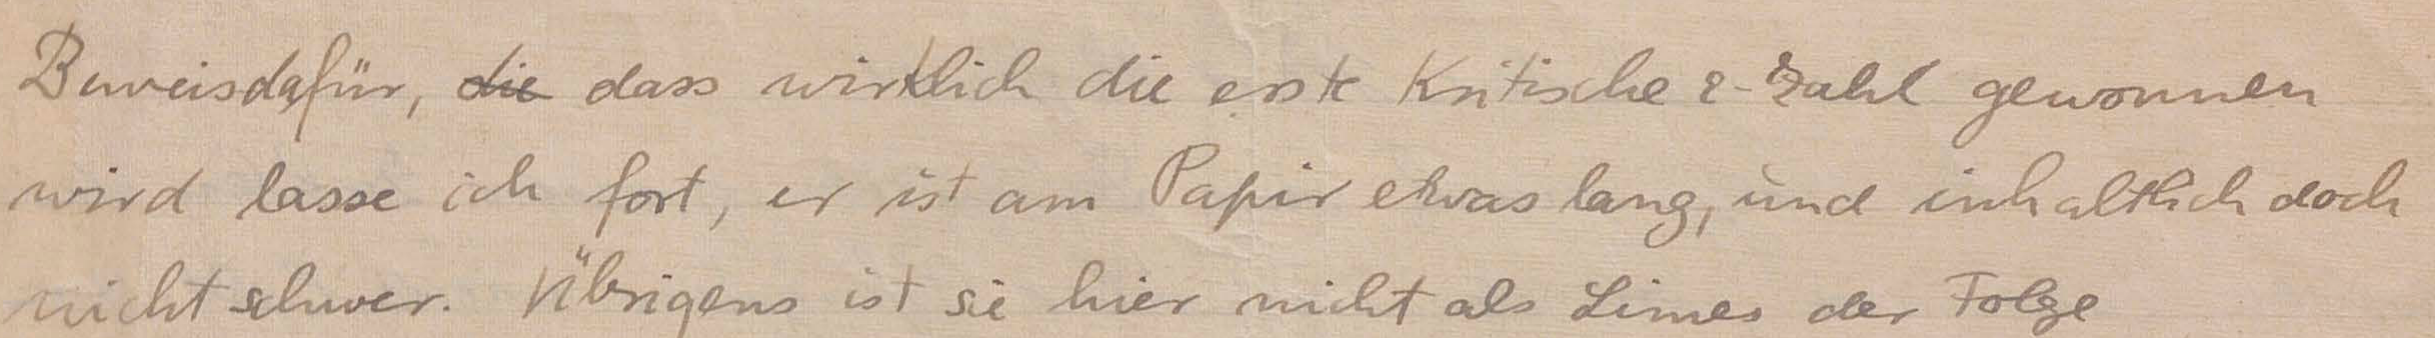 Beweis dafür, die dass wirklich die erste kritische ε-Zahl gewonnen
wird lasse ich fort, er ist am Papir etwas lang, und inhaltlich doch
nicht schwer. Übrigens ist sie hier nicht als Limes der Folge